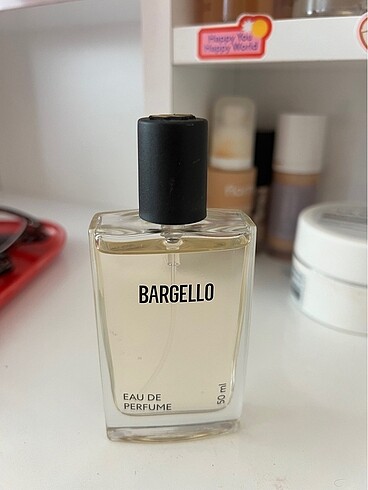 Happy You
Happy World
BARGELLO
EAU DE
PERFUME
50 ml